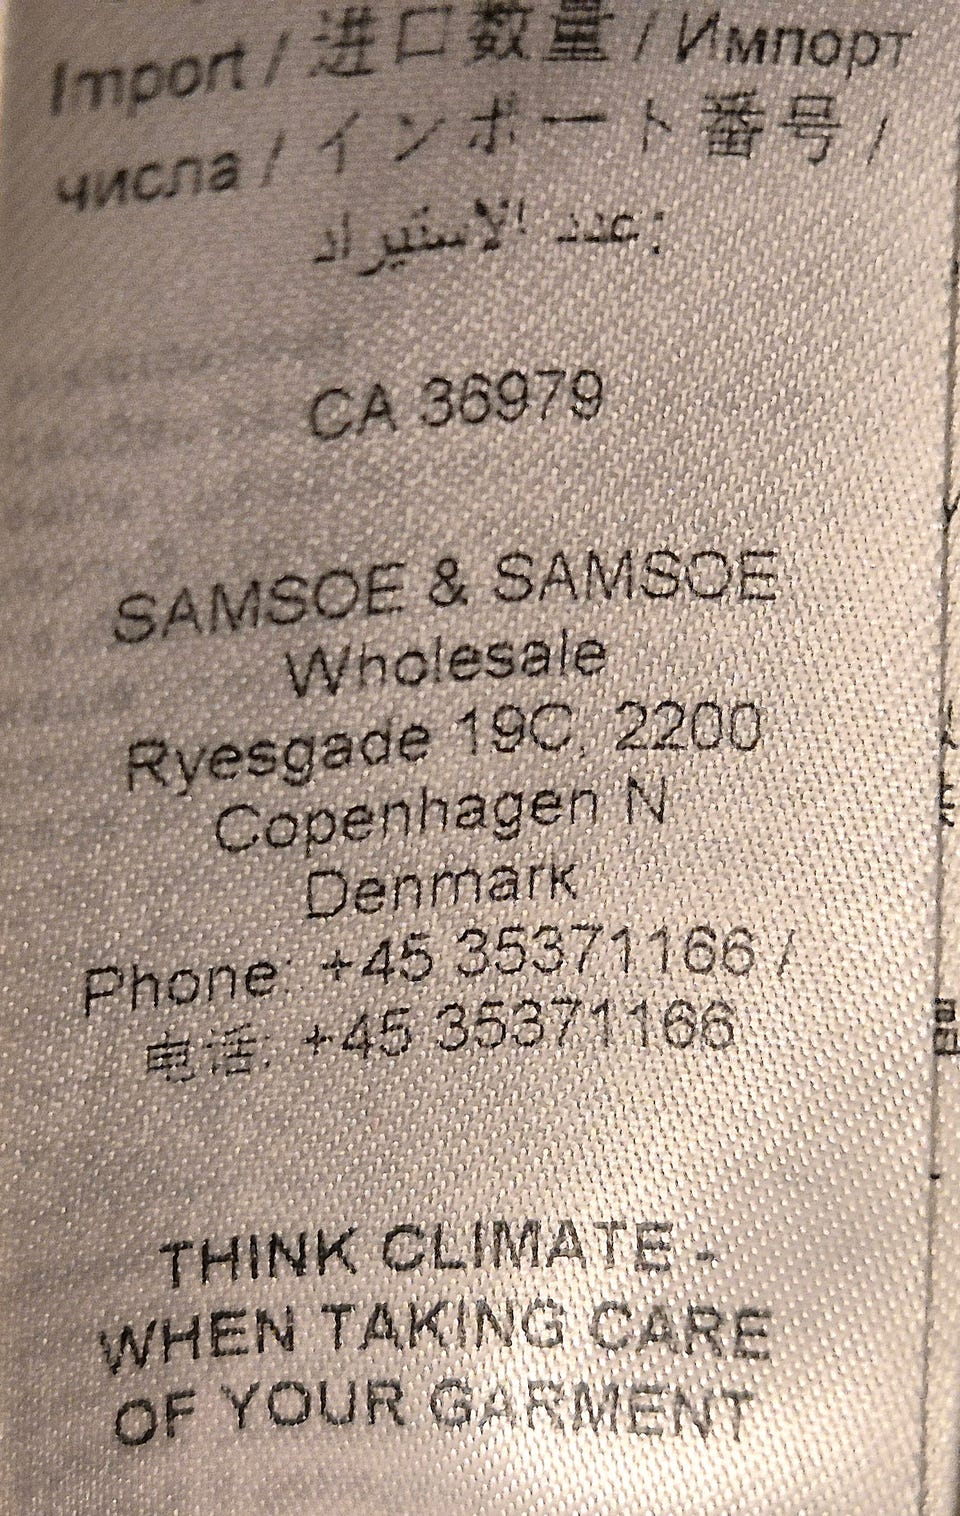 Import / 进口数量 / Импорт
числа / インポート番号 /
عدد الاستيراد:
CA 36979
SAMSOE & SAMSOE
Wholesale
Ryesgade 19C, 2200
Copenhagen N
Denmark
Phone: +45 35371166 /
电话: +45 35371166
THINK CLIMATE -
WHEN TAKING CARE
OF YOUR GARMENT